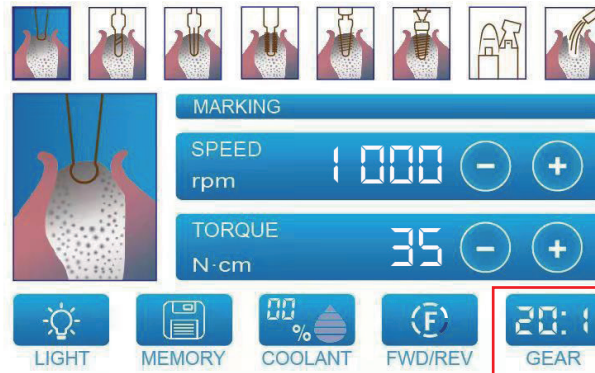 MARKING
SPEED
rpm
1000
TORQUE
N·cm
35
00
%
F
20:1
LIGHT
MEMORY
COOLANT
FWD/REV
GEAR